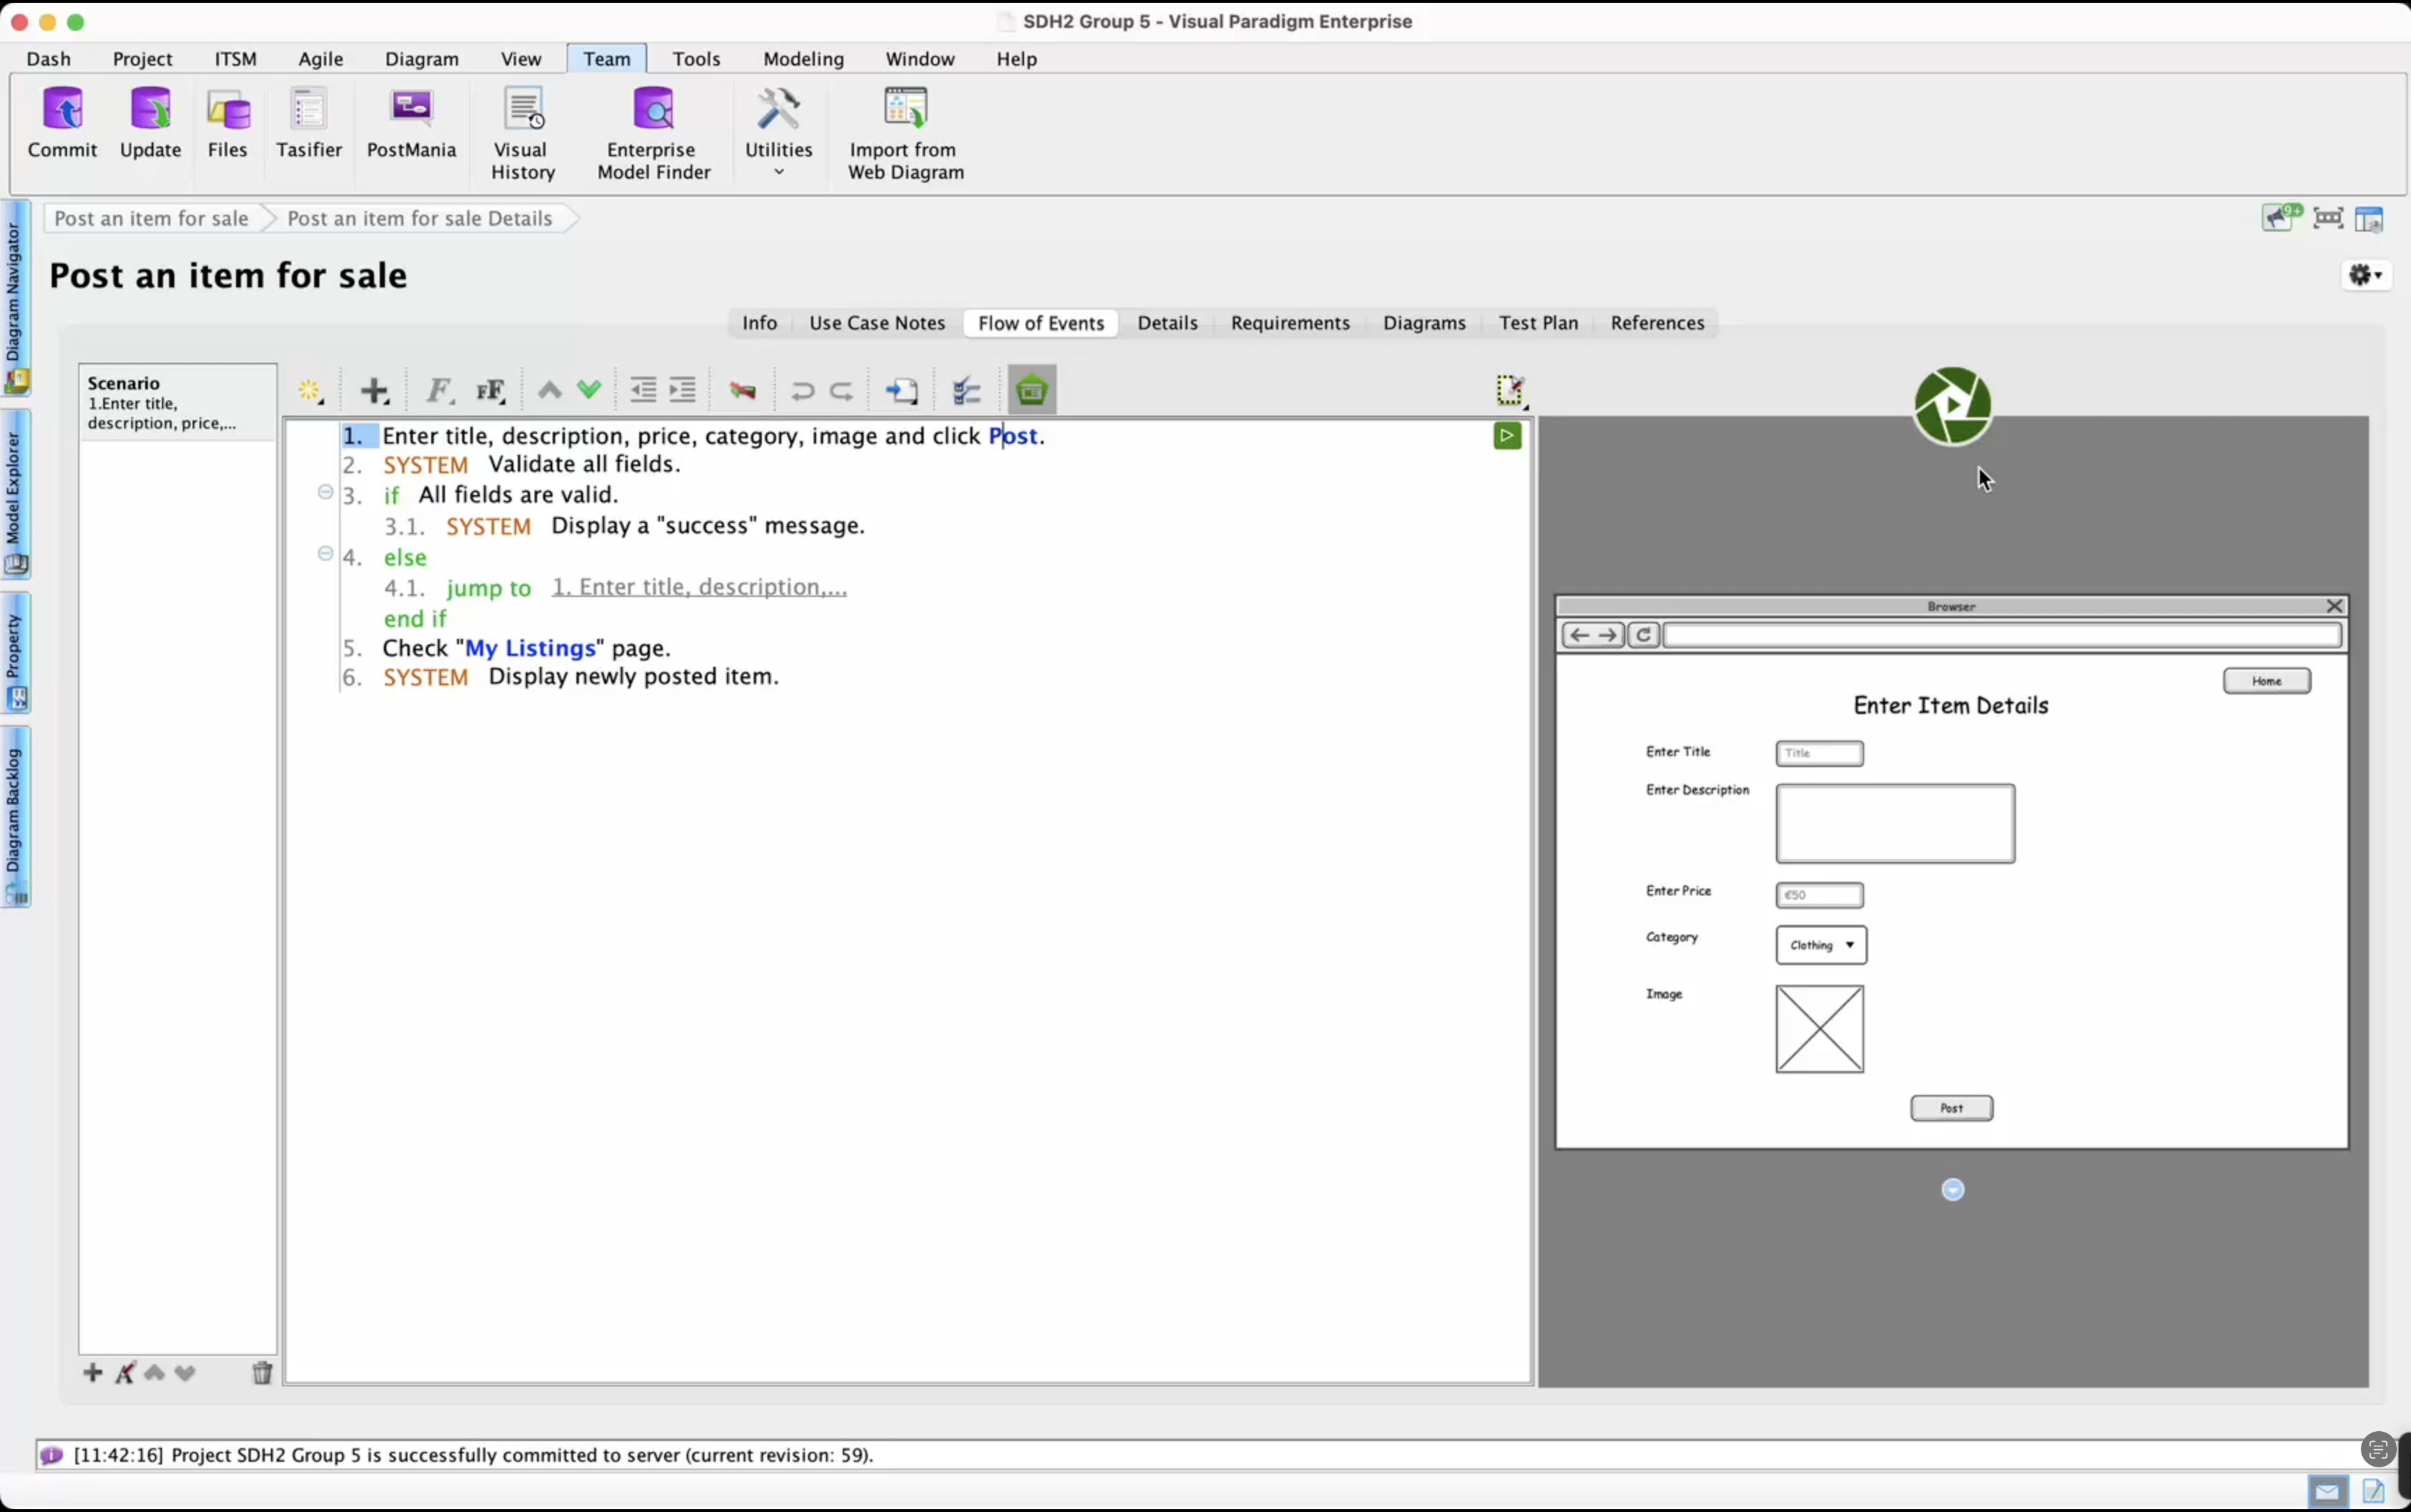 SDH2 Group 5 - Visual Paradigm Enterprise
Dash Project ITSM Agile Diagram View Team Tools Modeling Window Help
Commit Update Files Tasifier PostMania Visual History Enterprise Model Finder Utilities Import from Web Diagram
Post an item for sale Post an item for sale Details
9+
Post an item for sale
Info Use Case Notes Flow of Events Details Requirements Diagrams Test Plan References
Diagram Navigator
Model Explorer
Property
Diagram Backlog
Scenario
1.Enter title,
description, price,...
1. Enter title, description, price, category, image and click Post.
2. SYSTEM Validate all fields.
3. if All fields are valid.
3.1. SYSTEM Display a "success" message.
4. else
4.1. jump to 1. Enter title, description,...
end if
5. Check "My Listings" page.
6. SYSTEM Display newly posted item.
Browser
Home
Enter Item Details
Enter Title Title
Enter Description
Enter Price €50
Category Clothing
Image
Post
[11:42:16] Project SDH2 Group 5 is successfully committed to server (current revision: 59).